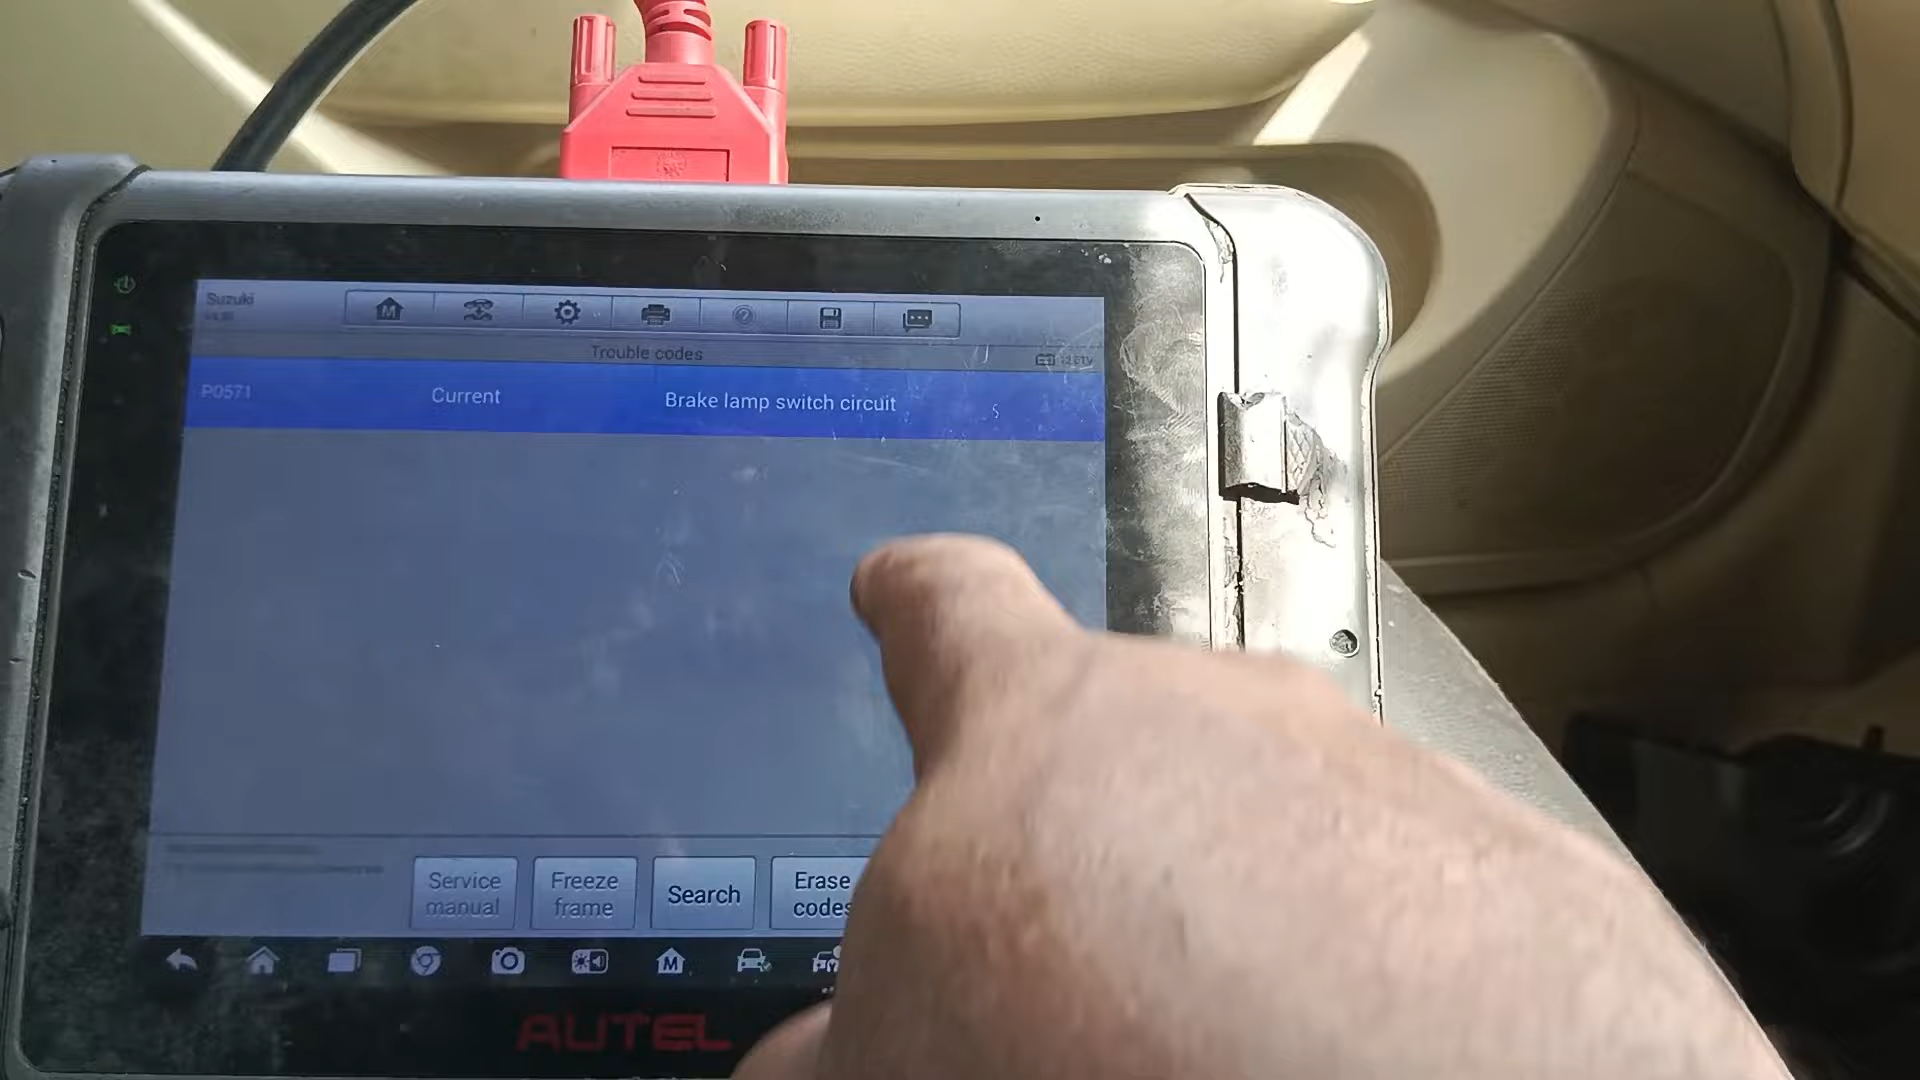 Suzuki
M
?
Trouble codes
P0571 Current Brake lamp switch circuit
Service manual
Freeze frame
Search
Erase codes
M
AUTEL